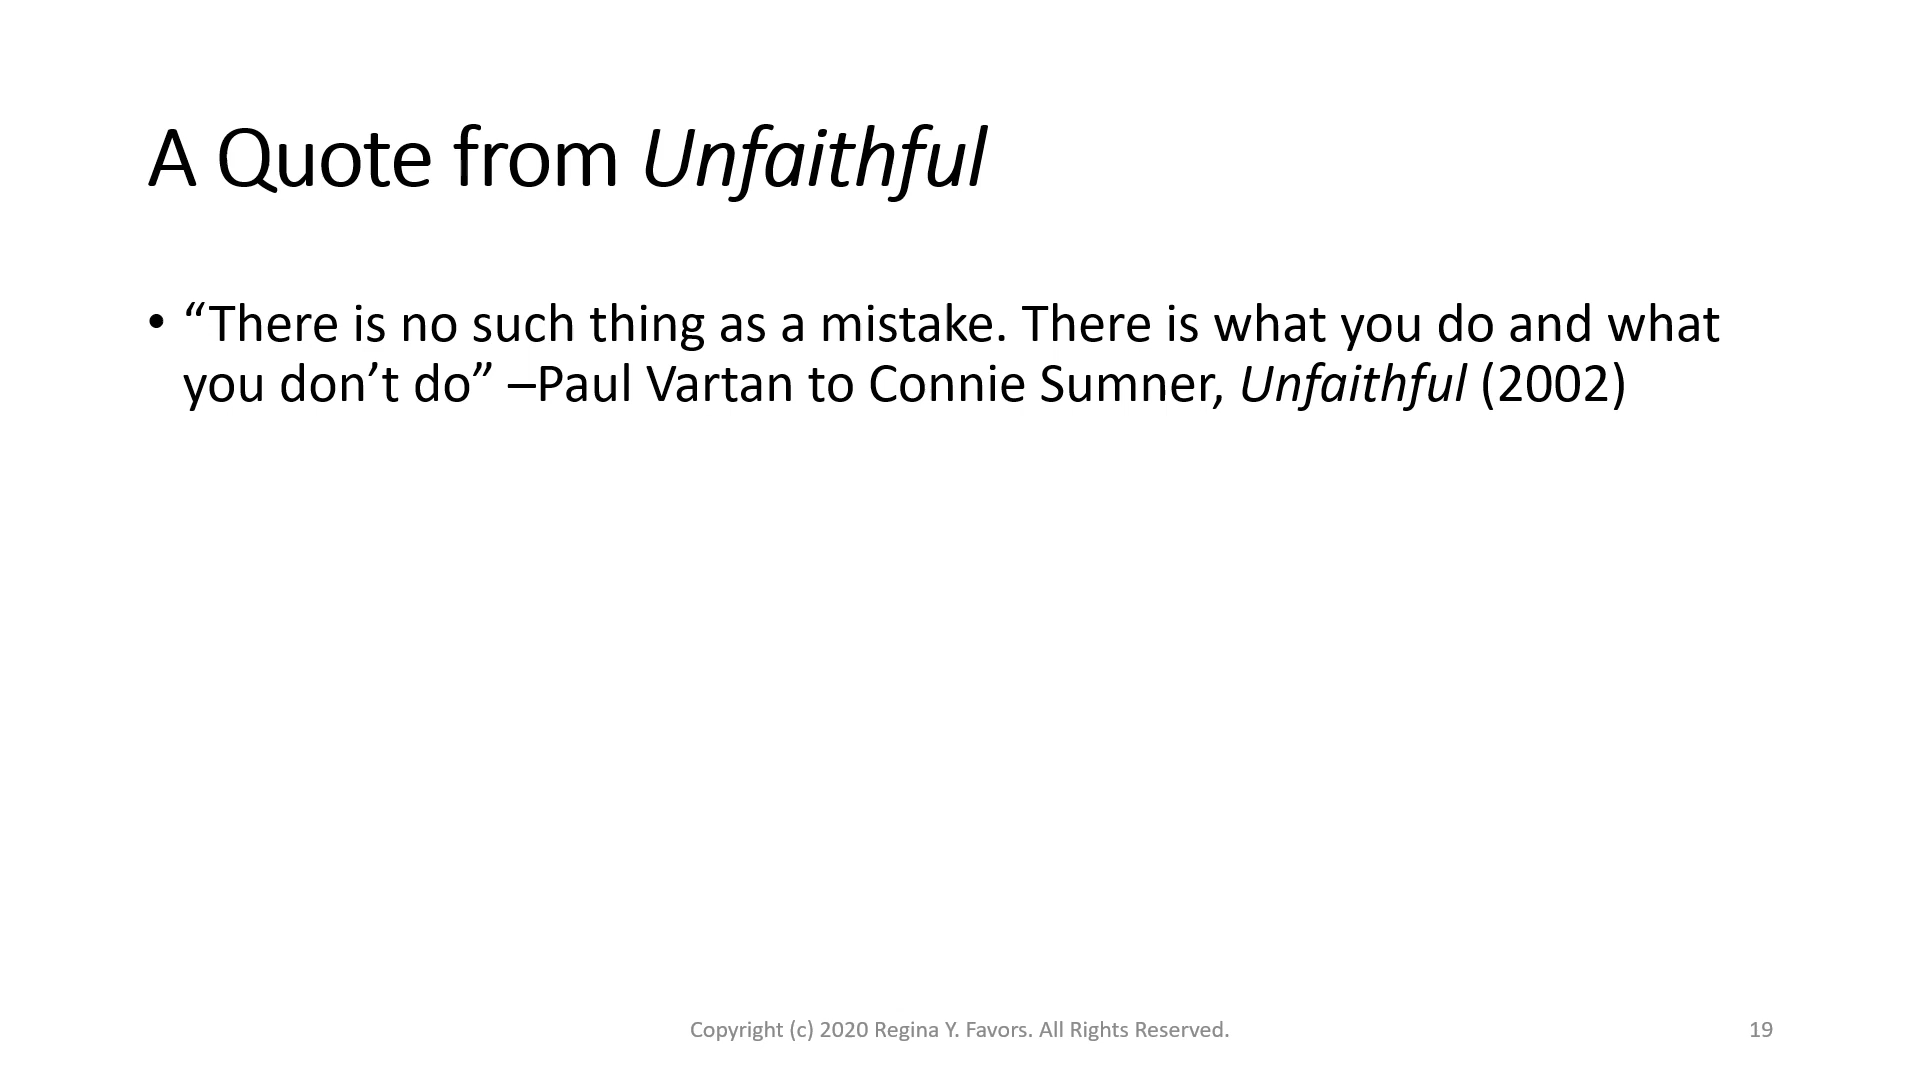 A Quote from Unfaithful
• “There is no such thing as a mistake. There is what you do and what
you don’t do” –Paul Vartan to Connie Sumner, Unfaithful (2002)
Copyright (c) 2020 Regina Y. Favors. All Rights Reserved.
19